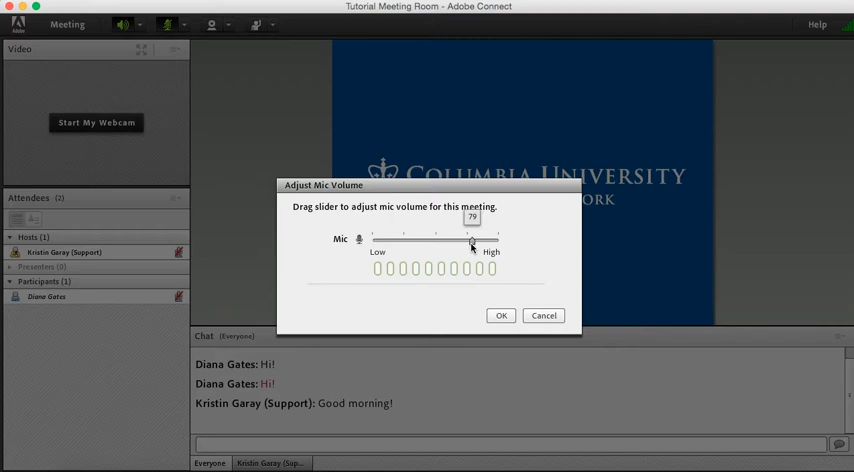 Tutorial Meeting Room - Adobe Connect
Adobe
Meeting
Help
Video
Start My Webcam
Attendees (2)
Hosts (1)
Kristin Garay (Support)
Presenters (0)
Participants (1)
Diana Gates
COLUMBIA UNIVERSITY
Adjust Mic Volume
Drag slider to adjust mic volume for this meeting.
79
Mic
Low High
OK Cancel
Chat (Everyone)
Diana Gates: Hi!
Diana Gates: Hi!
Kristin Garay (Support): Good morning!
Everyone Kristin Garay (Sup...